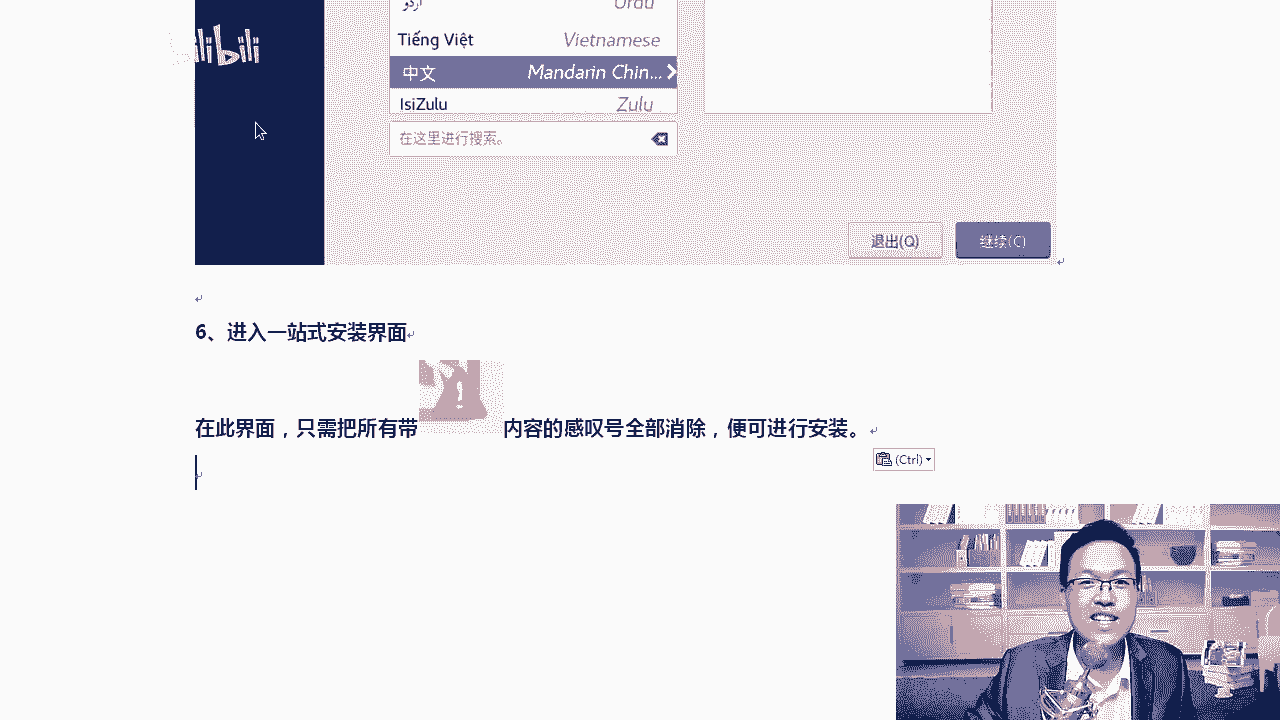 اردو Urdu
bilibili
Tiếng Việt Vietnamese
中文 Mandarin Chin...
IsiZulu Zulu
在这里进行搜索。
退出(Q) 继续(C)
6、进入一站式安装界面
在此界面，只需把所有带 内容的感叹号全部消除，便可进行安装。
(Ctrl)